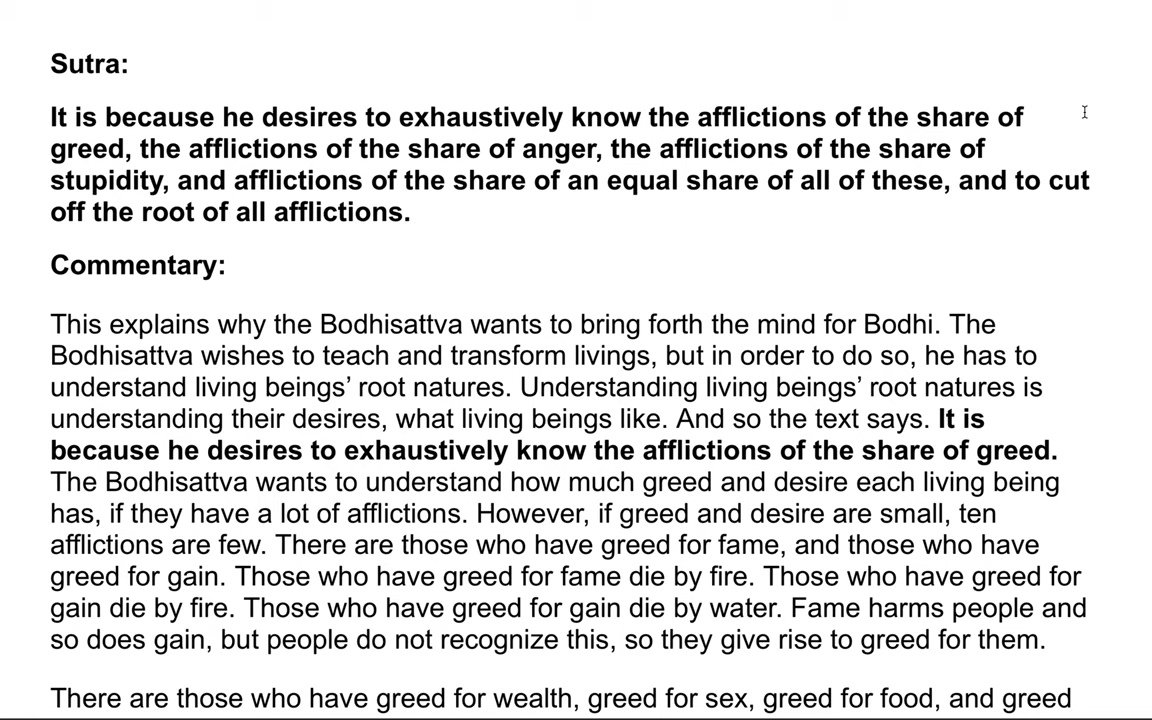 Sutra:
It is because he desires to exhaustively know the afflictions of the share of
greed, the afflictions of the share of anger, the afflictions of the share of
stupidity, and afflictions of the share of an equal share of all of these, and to cut
off the root of all afflictions.
Commentary:
This explains why the Bodhisattva wants to bring forth the mind for Bodhi. The
Bodhisattva wishes to teach and transform livings, but in order to do so, he has to
understand living beings’ root natures. Understanding living beings’ root natures is
understanding their desires, what living beings like. And so the text says. It is
because he desires to exhaustively know the afflictions of the share of greed.
The Bodhisattva wants to understand how much greed and desire each living being
has, if they have a lot of afflictions. However, if greed and desire are small, ten
afflictions are few. There are those who have greed for fame, and those who have
greed for gain. Those who have greed for fame die by fire. Those who have greed for
gain die by fire. Those who have greed for gain die by water. Fame harms people and
so does gain, but people do not recognize this, so they give rise to greed for them.
There are those who have greed for wealth, greed for sex, greed for food, and greed